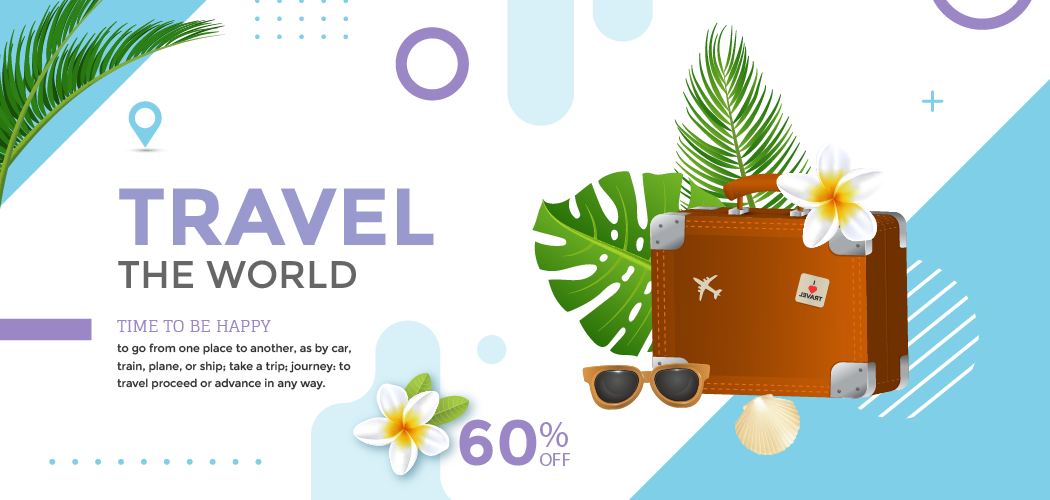 TRAVEL
THE WORLD
TIME TO BE HAPPY
to go from one place to another, as by car,
train, plane, or ship; take a trip; journey: to
travel proceed or advance in any way.
60%
OFF
I
TRAVEL